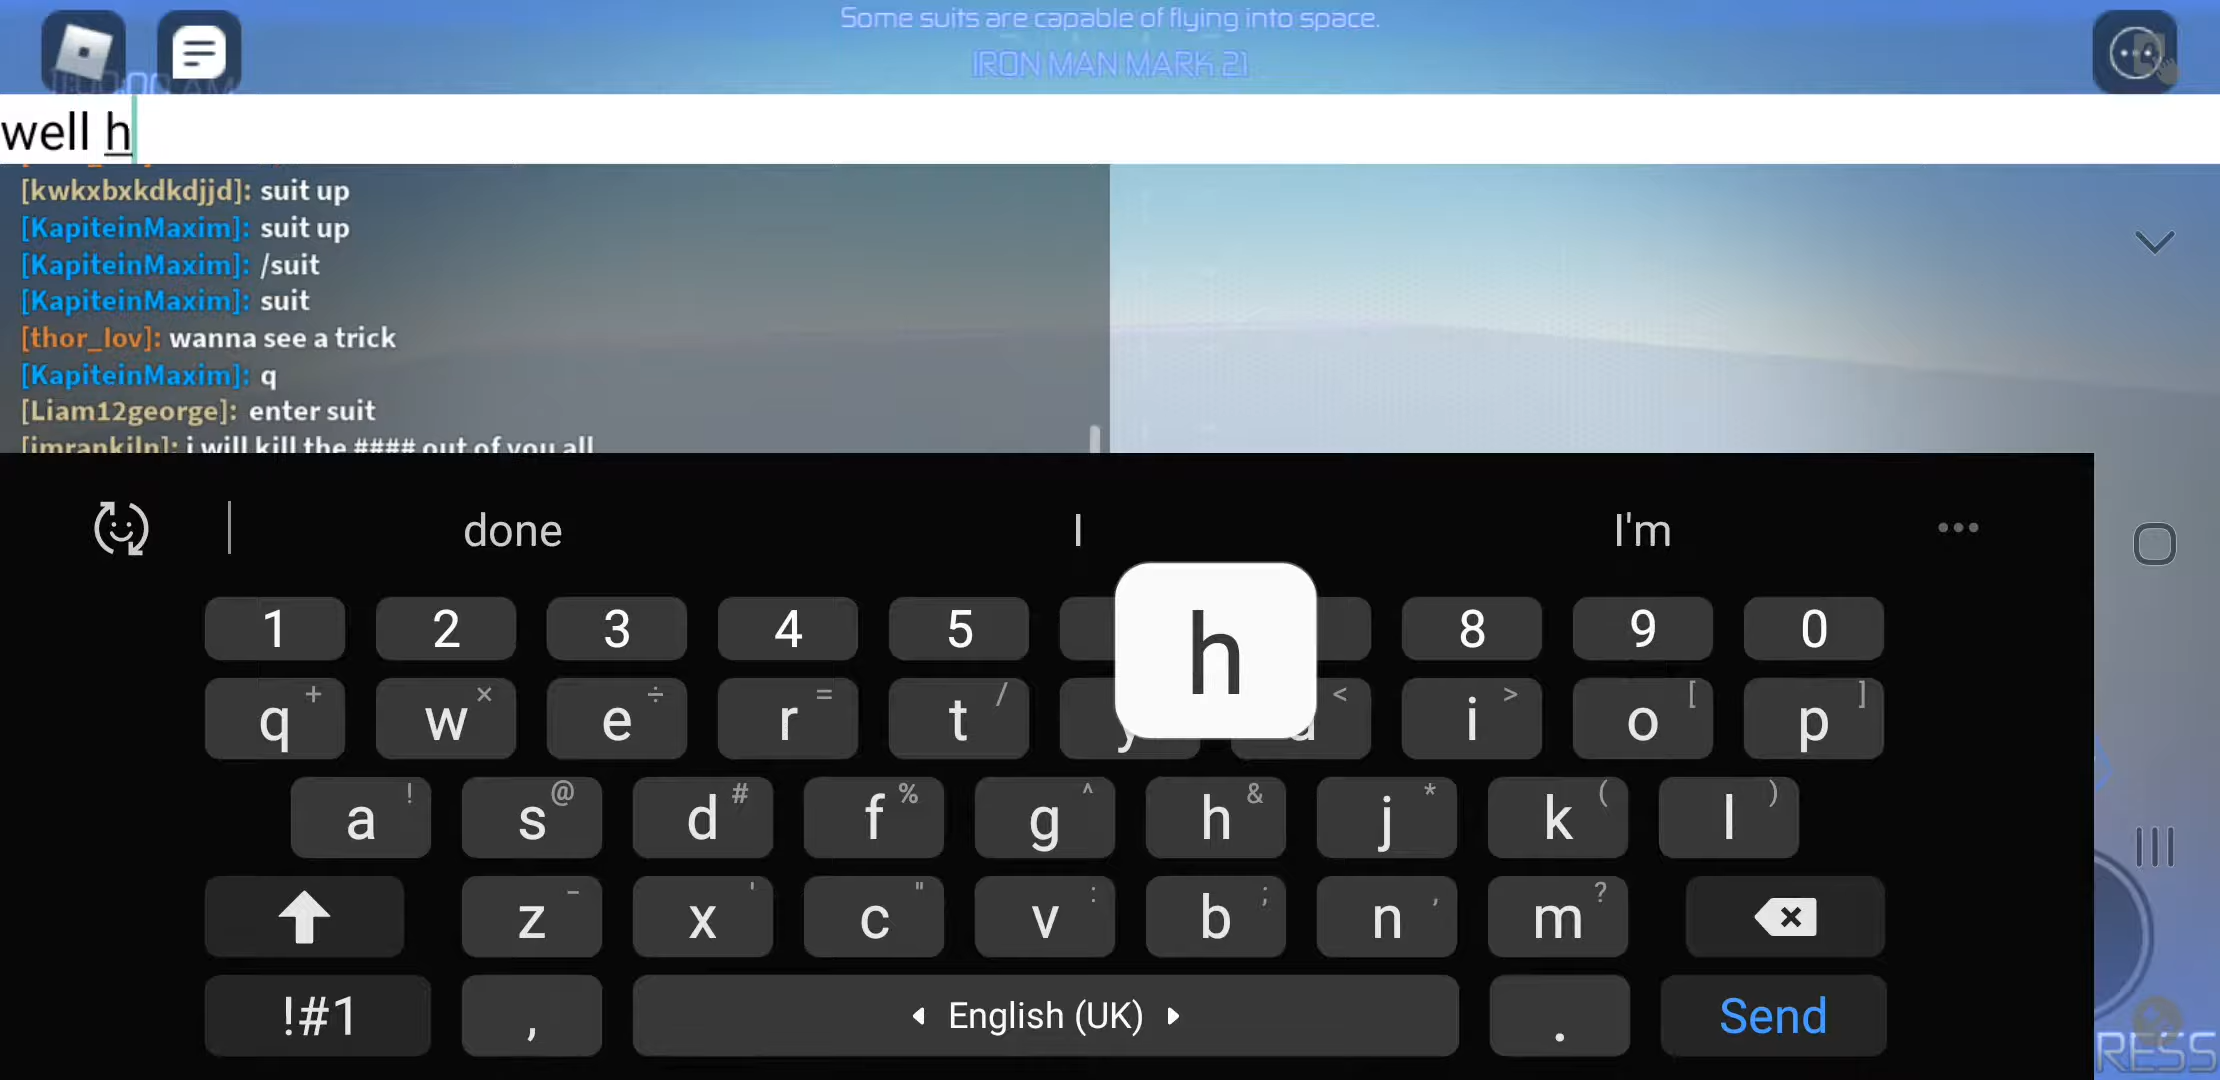 Some suits are capable of flying into space.
IRON MAN MARK 21
well h
[kwkxbxkdkdjjd]: suit up
[KapiteinMaxim]: suit up
[KapiteinMaxim]: /suit
[KapiteinMaxim]: suit
[thor_lov]: wanna see a trick
[KapiteinMaxim]: q
[Liam12george]: enter suit
[imrankiln]: i will kill the #### out of you all
done I I'm
h
1 2 3 4 5 8 9 0
q + w × e ÷ r = t / y u < i > o [ p ]
a ! s @ d # f % g ^ h & j * k ( l )
z - x ' c " v : b ; n , m ?
!#1 , English (UK) . Send
RESS